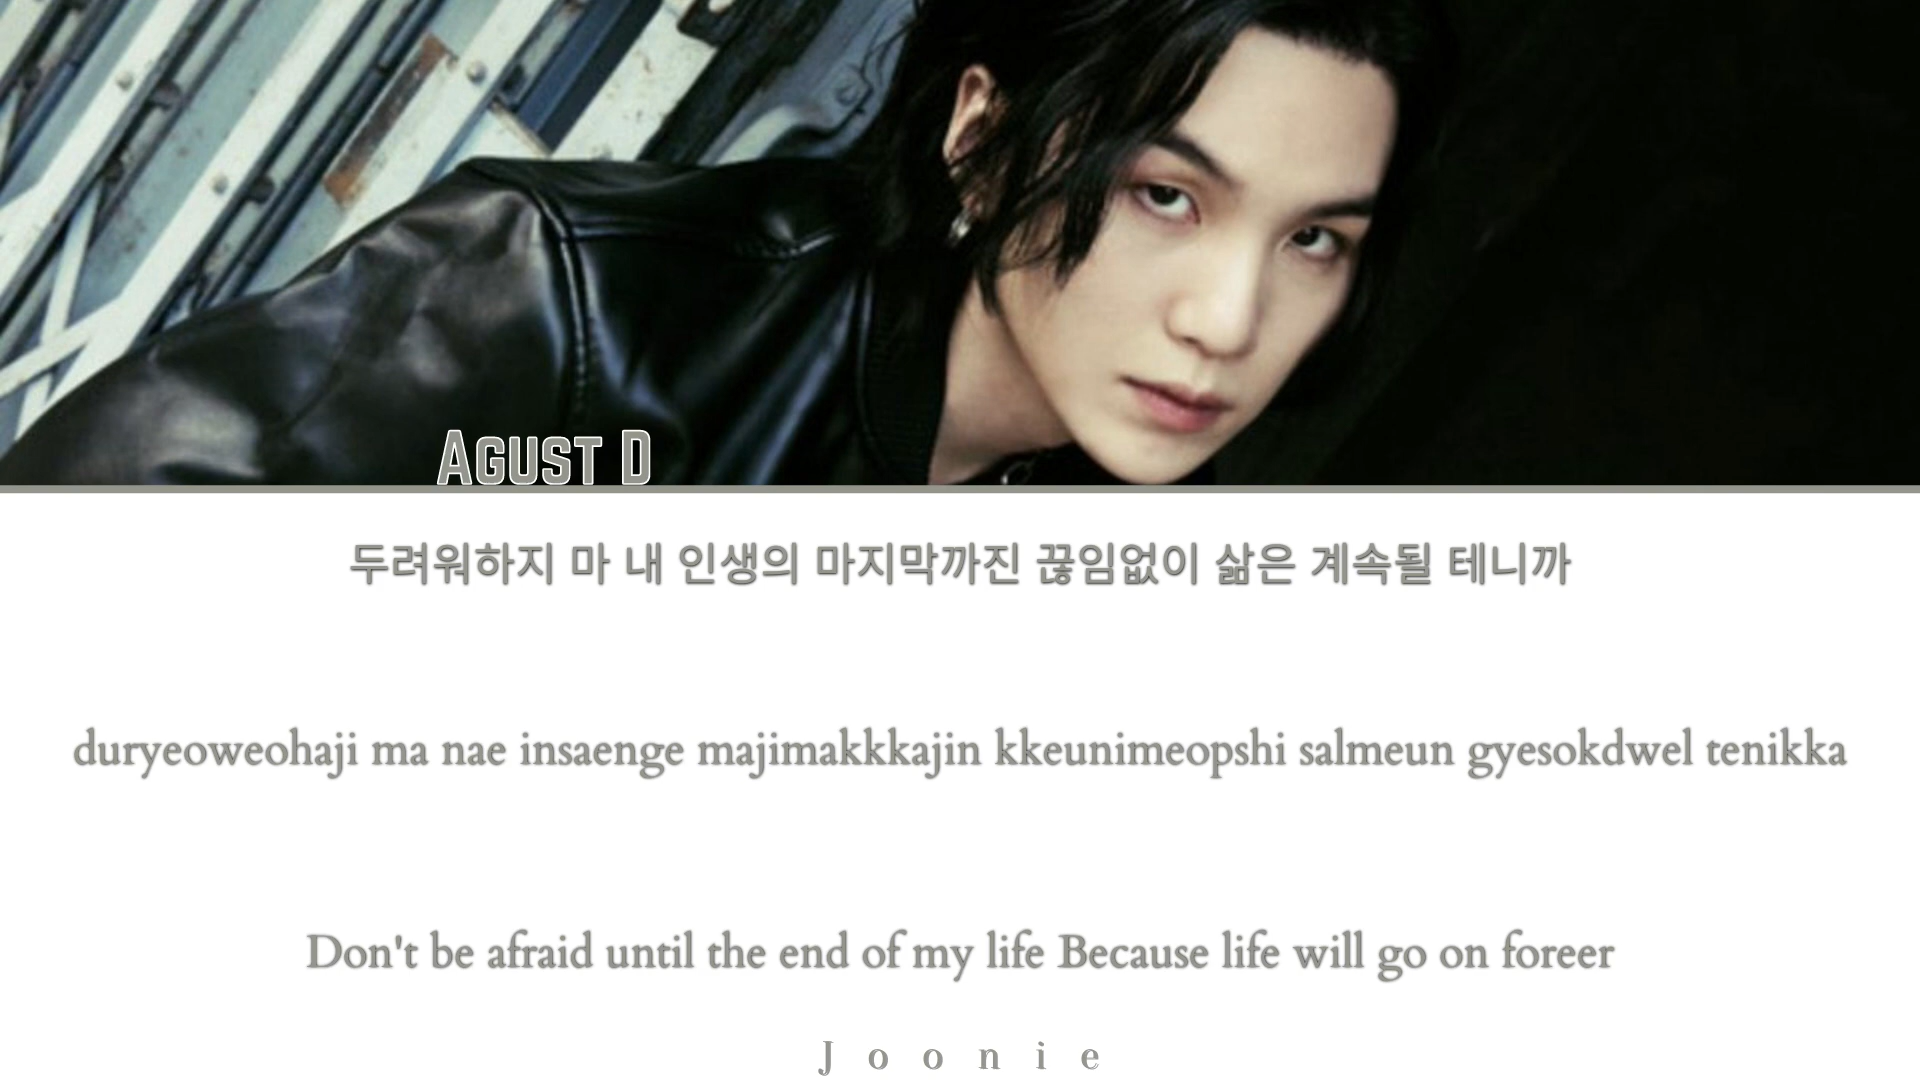 Agust D
두려워하지 마 내 인생의 마지막까진 끊임없이 삶은 계속될 테니까
duryeoweohaji ma nae insaenge majimakkkajin kkeunimeopshi salmeun gyesokdwel tenikka
Don't be afraid until the end of my life Because life will go on foreer
Joonie